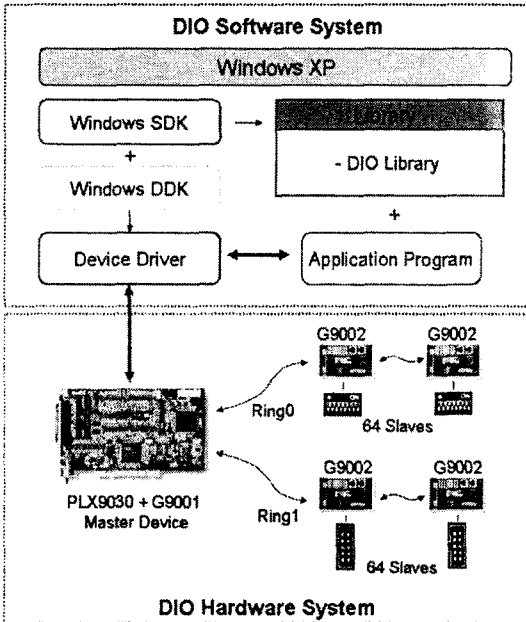 DIO Software System
Windows XP
Windows SDK
Library
+
- DIO Library
Windows DDK
+
Device Driver
Application Program
G9002
G9002
Ring0
64 Slaves
G9002
G9002
PLX9030 + G9001
Master Device
Ring1
64 Slaves
DIO Hardware System